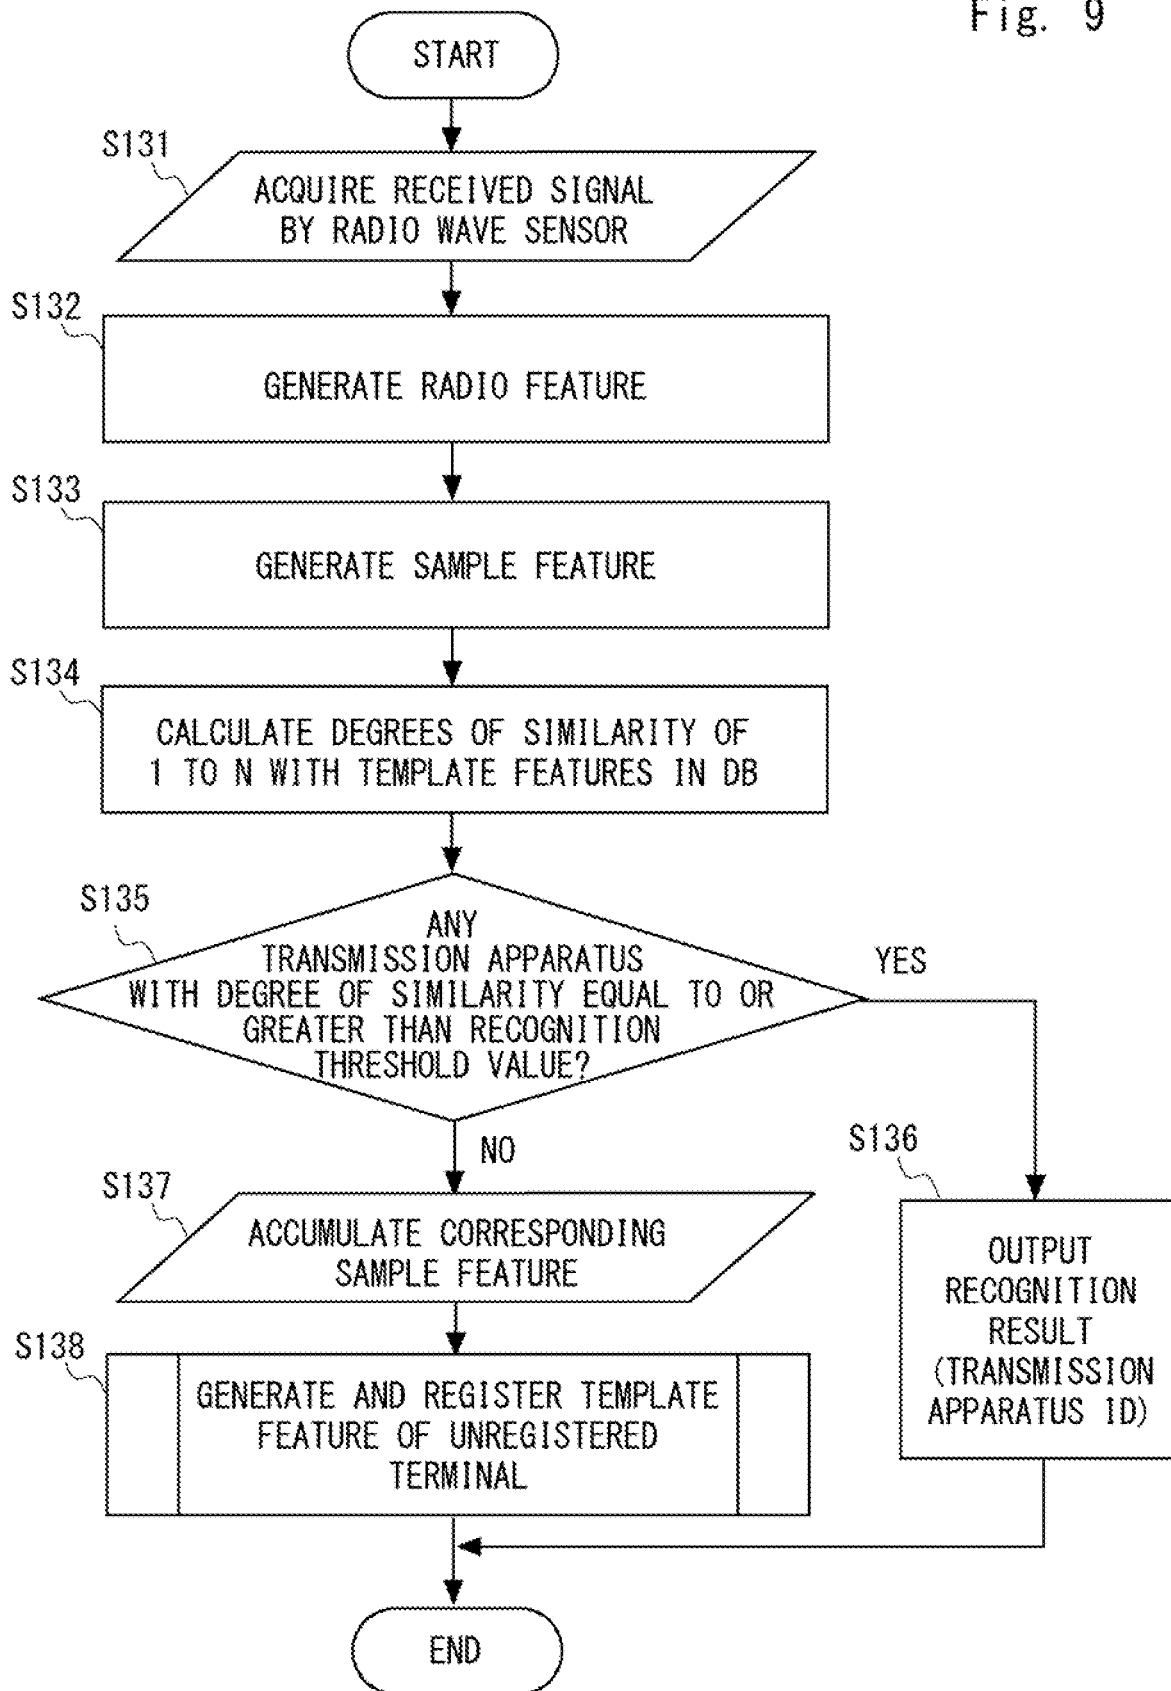 Fig. 9
START
S131
ACQUIRE RECEIVED SIGNAL
BY RADIO WAVE SENSOR
S132
GENERATE RADIO FEATURE
S133
GENERATE SAMPLE FEATURE
S134
CALCULATE DEGREES OF SIMILARITY OF
1 TO N WITH TEMPLATE FEATURES IN DB
S135
ANY
TRANSMISSION APPARATUS
WITH DEGREE OF SIMILARITY EQUAL TO OR
GREATER THAN RECOGNITION
THRESHOLD VALUE?
YES
NO
S136
OUTPUT
RECOGNITION
RESULT
(TRANSMISSION
APPARATUS ID)
S137
ACCUMULATE CORRESPONDING
SAMPLE FEATURE
S138
GENERATE AND REGISTER TEMPLATE
FEATURE OF UNREGISTERED
TERMINAL
END